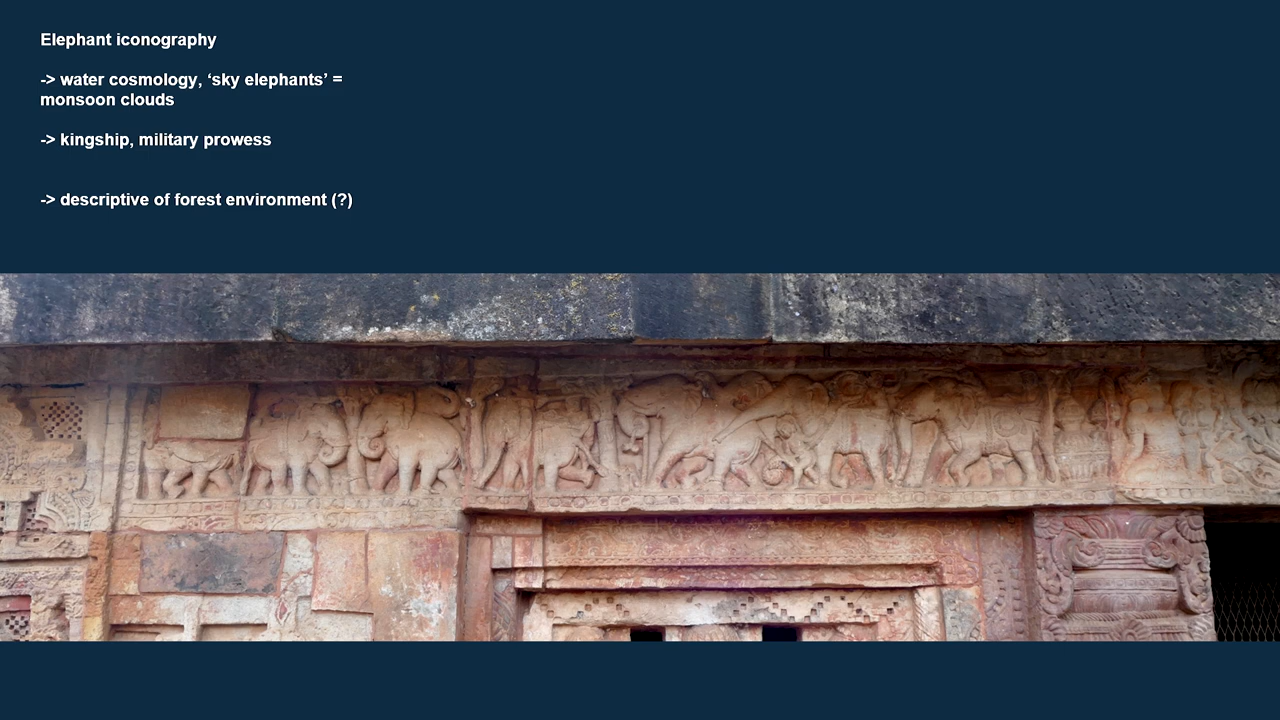 Elephant iconography
-> water cosmology, ‘sky elephants’ =
monsoon clouds
-> kingship, military prowess
-> descriptive of forest environment (?)